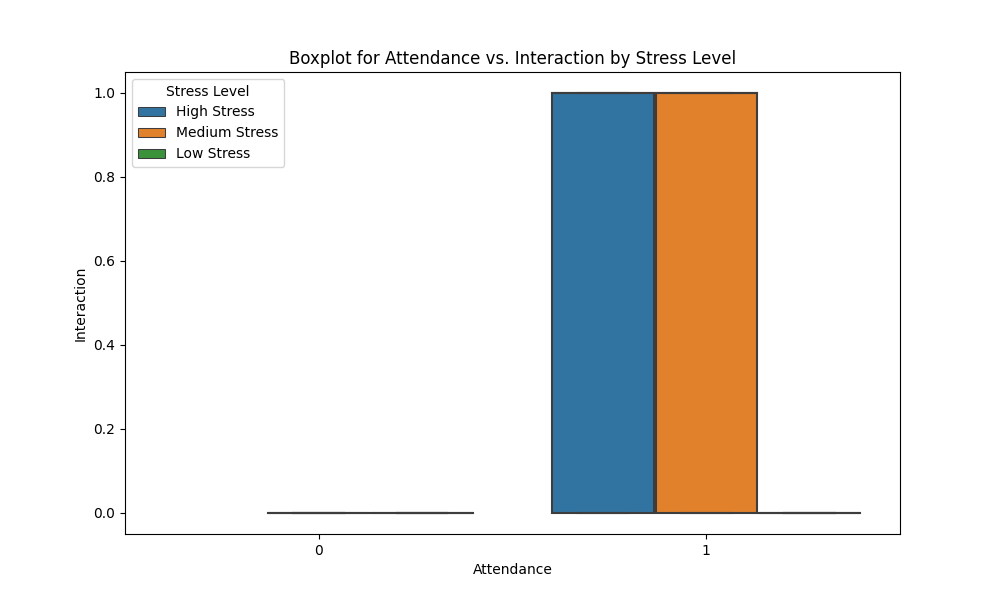 Boxplot for Attendance vs. Interaction by Stress Level
Stress Level
High Stress
Medium Stress
Low Stress
1.0
0.8
0.6
0.4
0.2
0.0
Interaction
0
1
Attendance